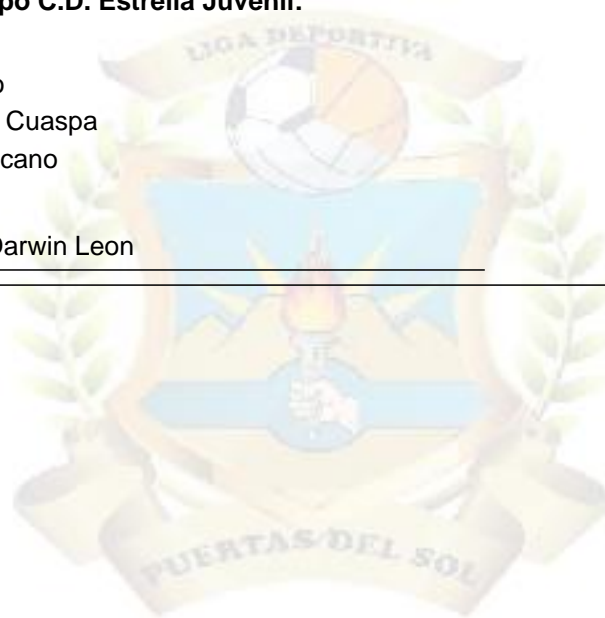 po C.D. Estrella Juvenil.
LIGA DEPORTIVA
o
Cuaspa
cano
Darwin Leon
PUERTAS DEL SOL